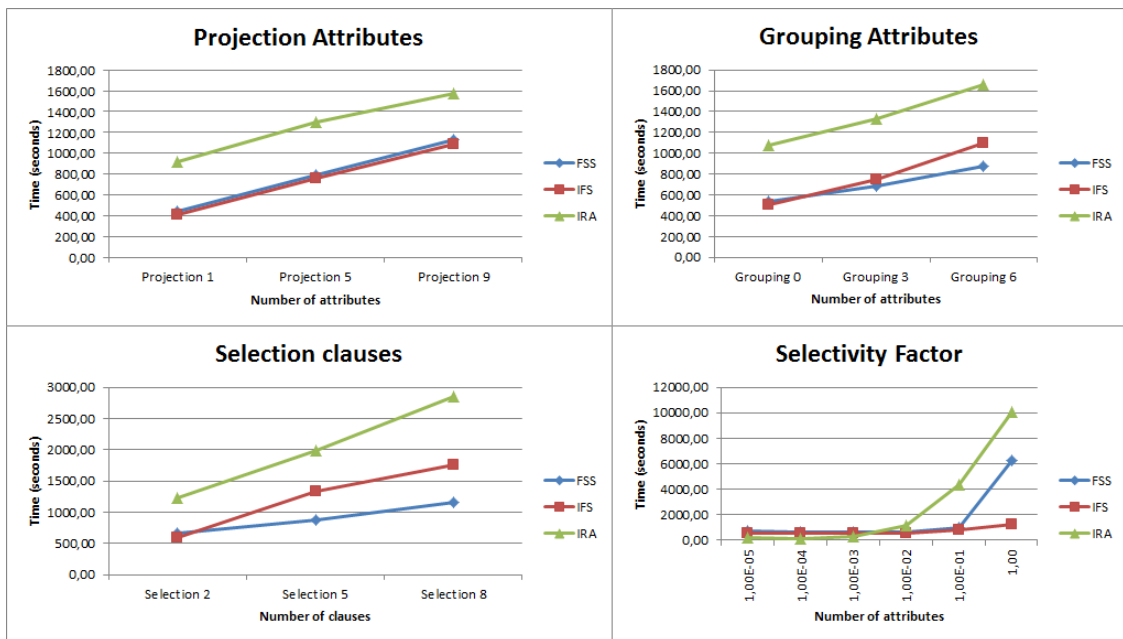 Projection Attributes
1800,00
1600,00
1400,00
1200,00
1000,00
800,00
600,00
400,00
200,00
0,00
Time (seconds)
Projection 1
Projection 5
Projection 9
Number of attributes
FSS
IFS
IRA
Grouping Attributes
1800,00
1600,00
1400,00
1200,00
1000,00
800,00
600,00
400,00
200,00
0,00
Time (seconds)
Grouping 0
Grouping 3
Grouping 6
Number of attributes
FSS
IFS
IRA
Selection clauses
3000,00
2500,00
2000,00
1500,00
1000,00
500,00
0,00
Time (seconds)
Selection 2
Selection 5
Selection 8
Number of clauses
FSS
IFS
IRA
Selectivity Factor
12000,00
10000,00
8000,00
6000,00
4000,00
2000,00
0,00
Time (seconds)
1,00E-05
1,00E-04
1,00E-03
1,00E-02
1,00E-01
1,00
Number of attributes
FSS
IFS
IRA